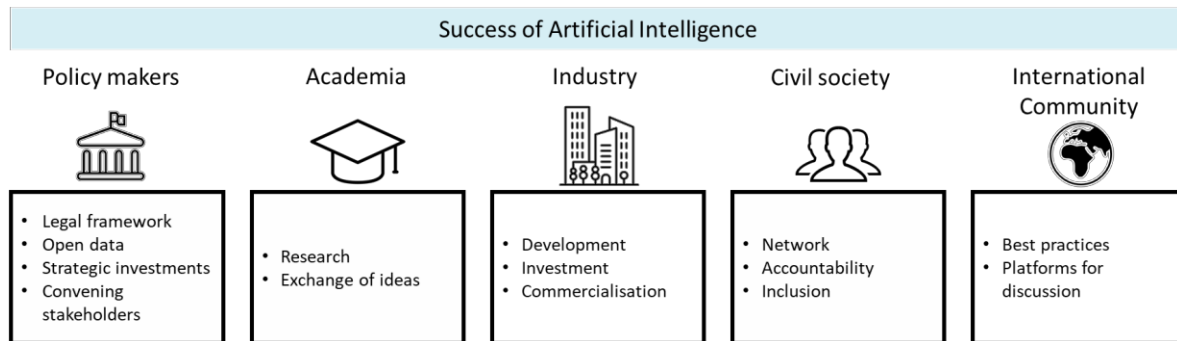 Success of Artificial Intelligence
Policy makers
• Legal framework
• Open data
• Strategic investments
• Convening
stakeholders
Academia
• Research
• Exchange of ideas
Industry
• Development
• Investment
• Commercialisation
Civil society
• Network
• Accountability
• Inclusion
International
Community
• Best practices
• Platforms for
discussion